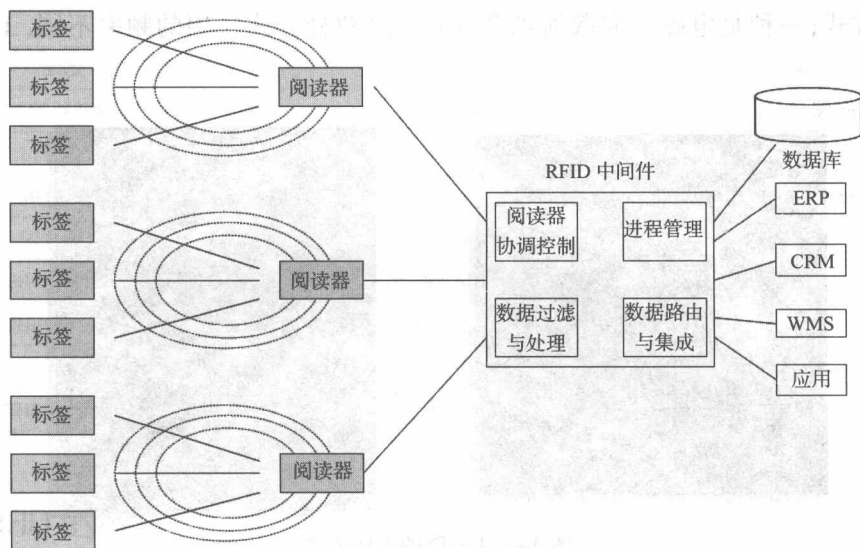 标签
标签
标签
阅读器
标签
标签
标签
阅读器
标签
标签
标签
阅读器
RFID 中间件
阅读器
协调控制
进程管理
数据过滤
与处理
数据路由
与集成
数据库
ERP
CRM
WMS
应用